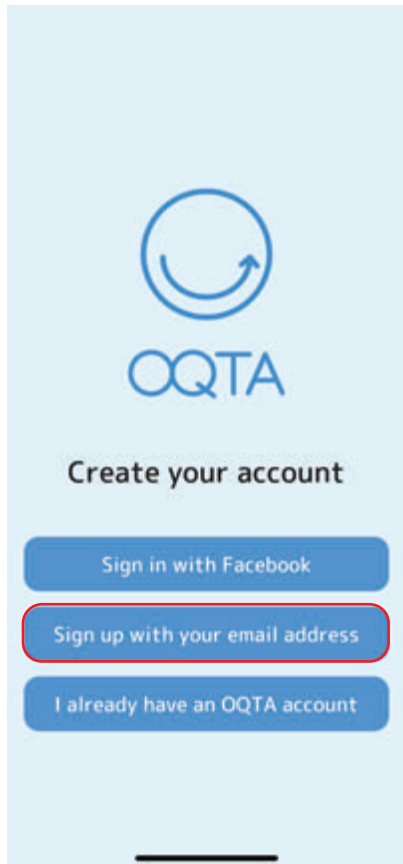 OQTA
Create your account
Sign in with Facebook
Sign up with your email address
I already have an OQTA account